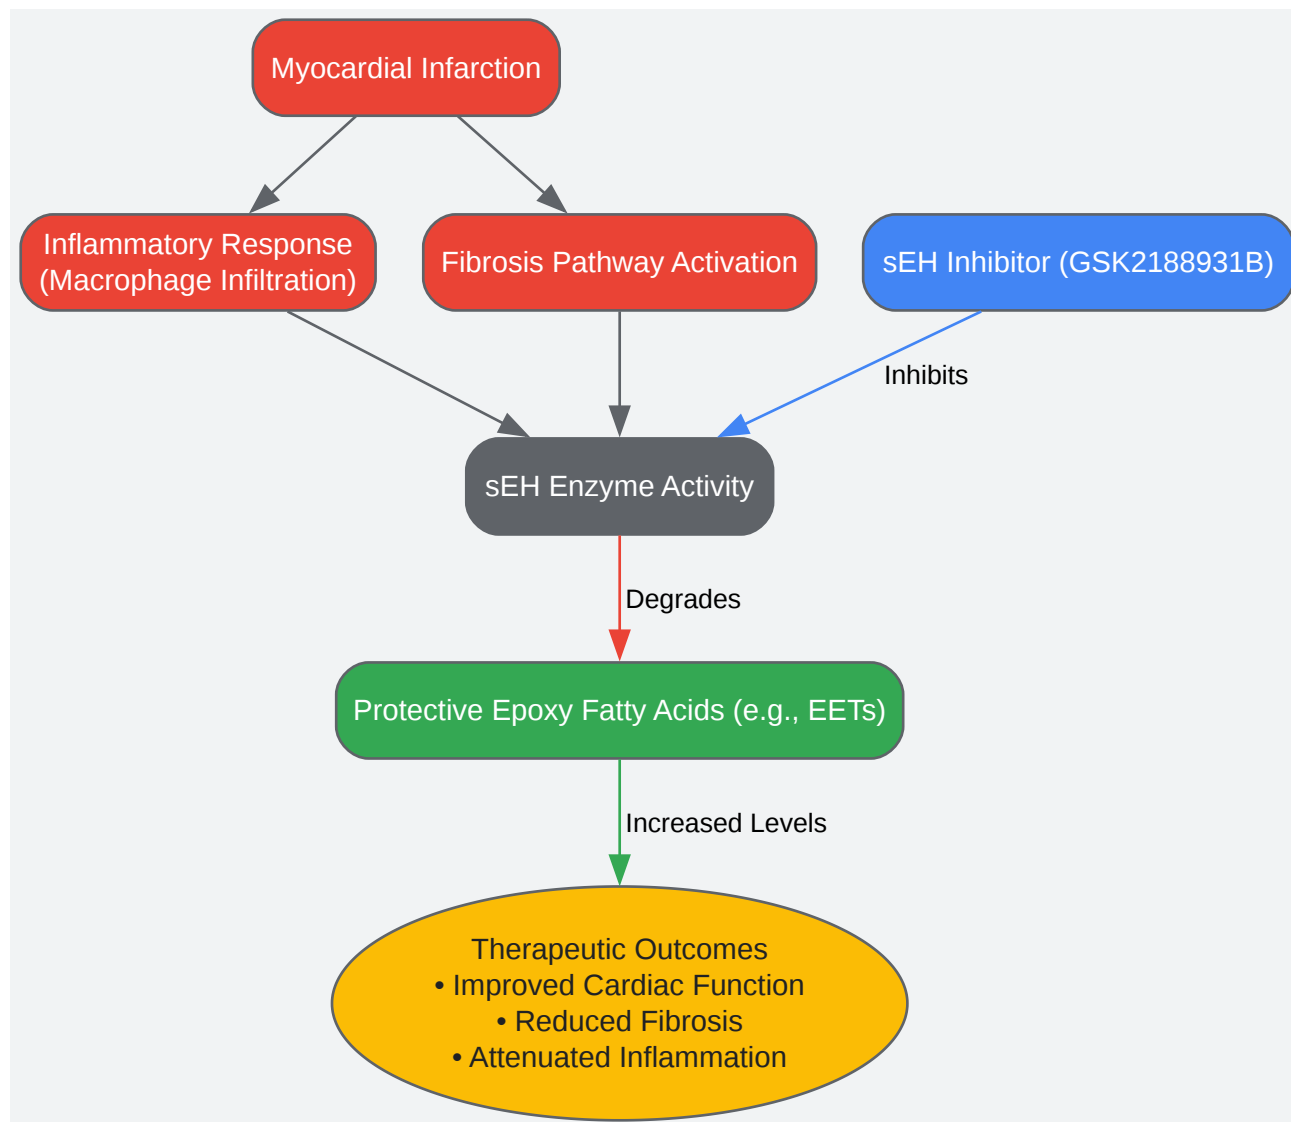 Myocardial Infarction
Inflammatory Response
(Macrophage Infiltration)
Fibrosis Pathway Activation
sEH Inhibitor (GSK2188931B)
Inhibits
sEH Enzyme Activity
Degrades
Protective Epoxy Fatty Acids (e.g., EETs)
Increased Levels
Therapeutic Outcomes
• Improved Cardiac Function
• Reduced Fibrosis
• Attenuated Inflammation